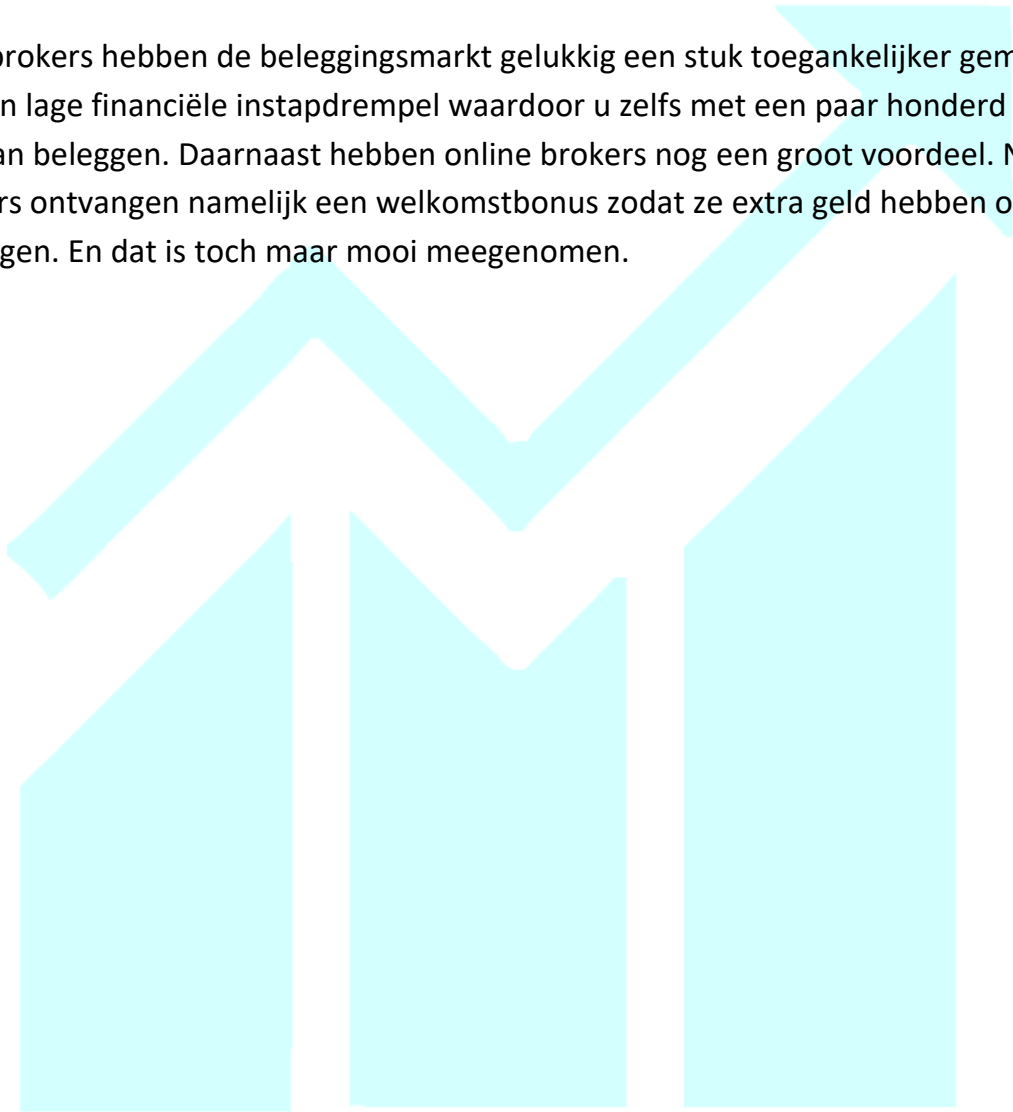 brokers hebben de beleggingsmarkt gelukkig een stuk toegankelijker gem
n lage financiële instapdrempel waardoor u zelfs met een paar honderd
an beleggen. Daarnaast hebben online brokers nog een groot voordeel. N
rs ontvangen namelijk een welkomstbonus zodat ze extra geld hebben o
gen. En dat is toch maar mooi meegenomen.